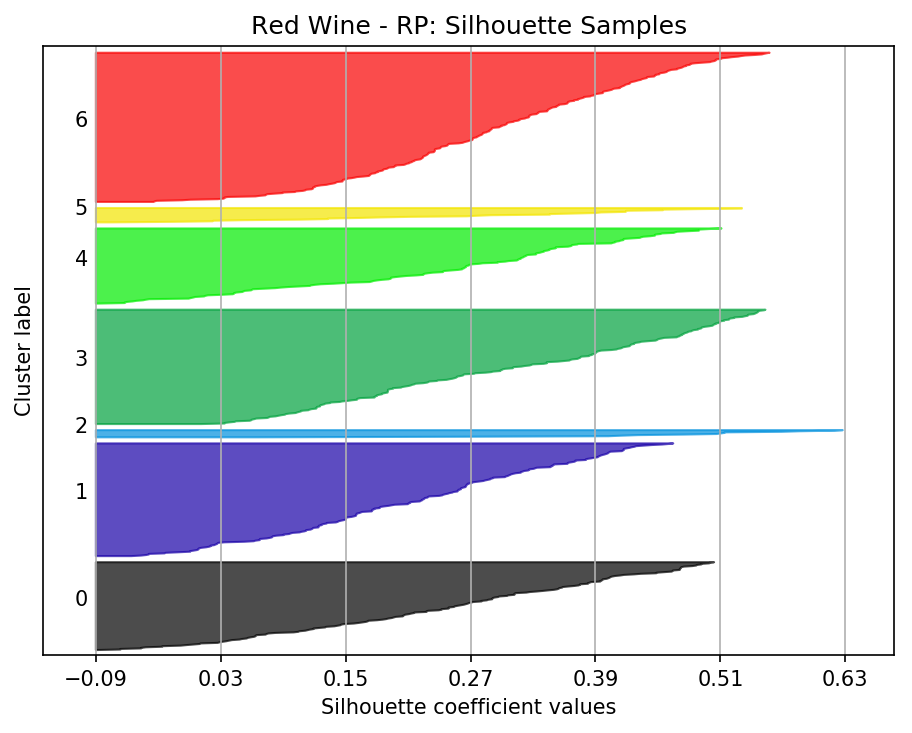 Red Wine - RP: Silhouette Samples
Cluster label
6
5
4
3
2
1
0
−0.09 0.03 0.15 0.27 0.39 0.51 0.63
Silhouette coefficient values